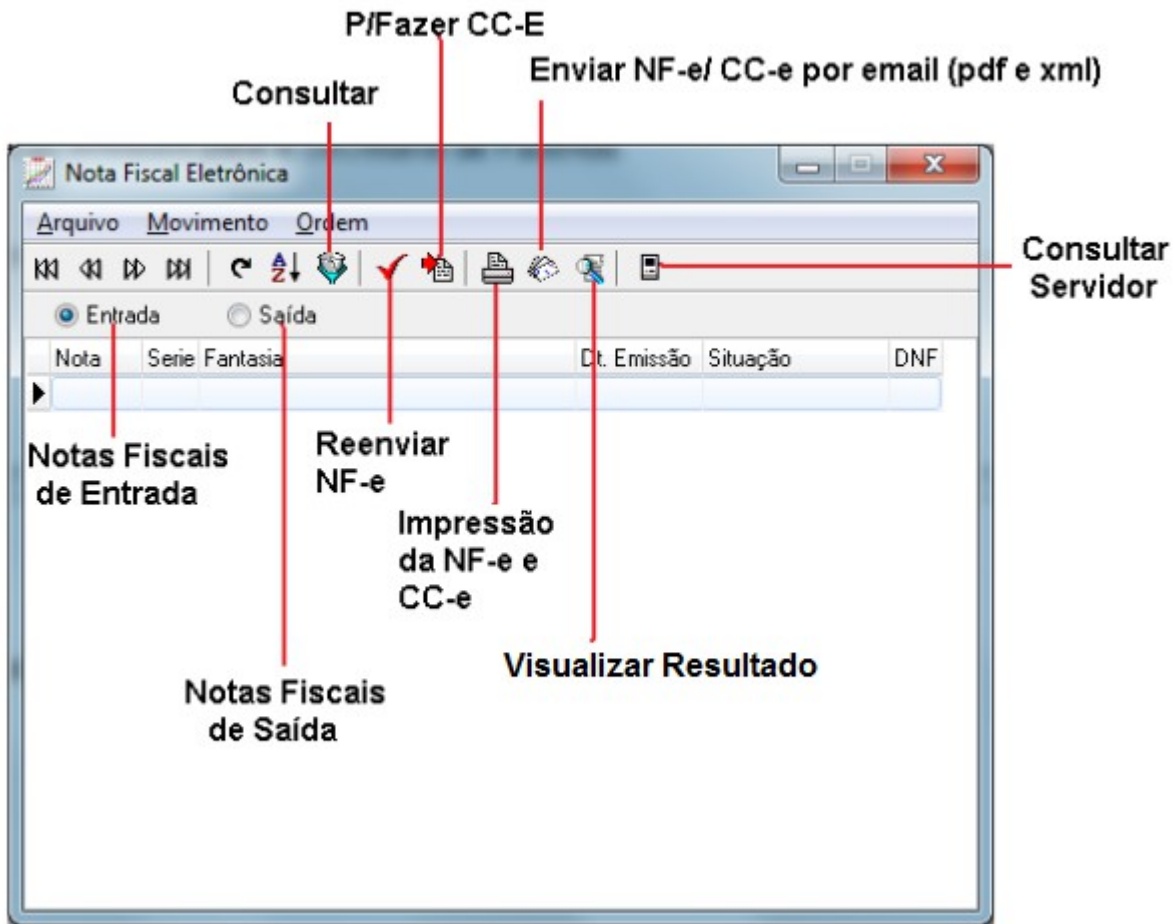 P/Fazer CC-E
Enviar NF-e/ CC-e por email (pdf e xml)
Consultar
Nota Fiscal Eletrônica
Arquivo Movimento Ordem
Consultar
Servidor
Entrada Saída
Nota Serie Fantasia Dt. Emissão Situação DNF
Notas Fiscais
de Entrada
Reenviar
NF-e
Impressão
da NF-e e
CC-e
Visualizar Resultado
Notas Fiscais
de Saída